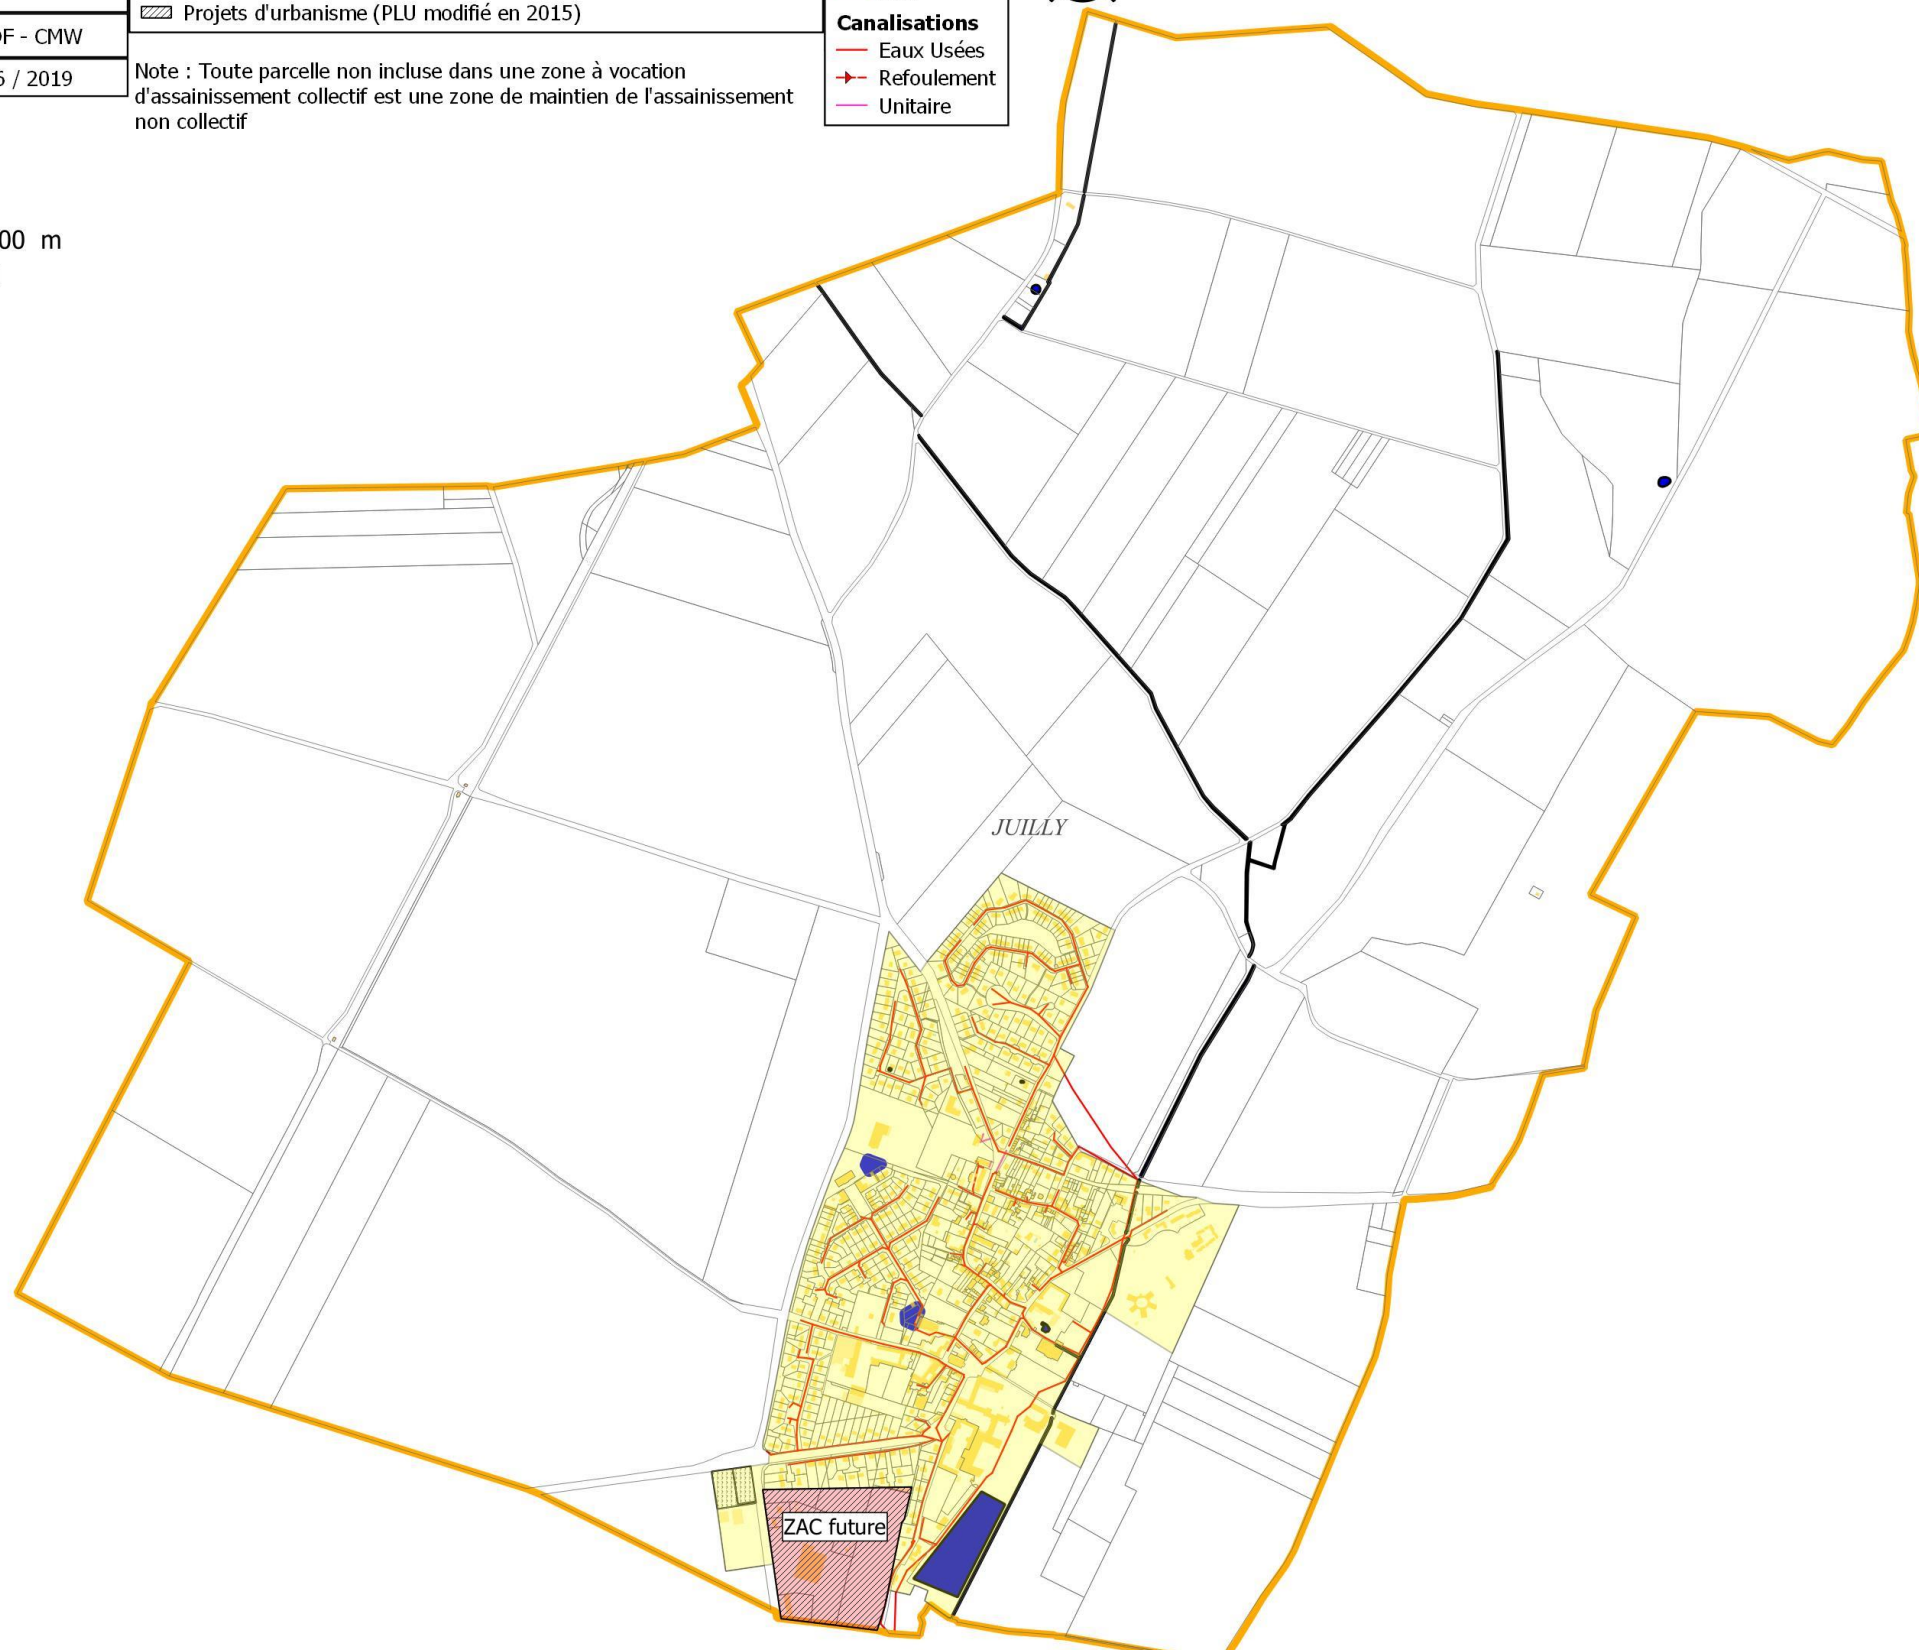 Projets d'urbanisme (PLU modifié en 2015)
F - CMW
/ 2019
Note : Toute parcelle non incluse dans une zone à vocation
d'assainissement collectif est une zone de maintien de l'assainissement
non collectif
Canalisations
Eaux Usées
Refoulement
Unitaire
00 m
JUILLY
ZAC future